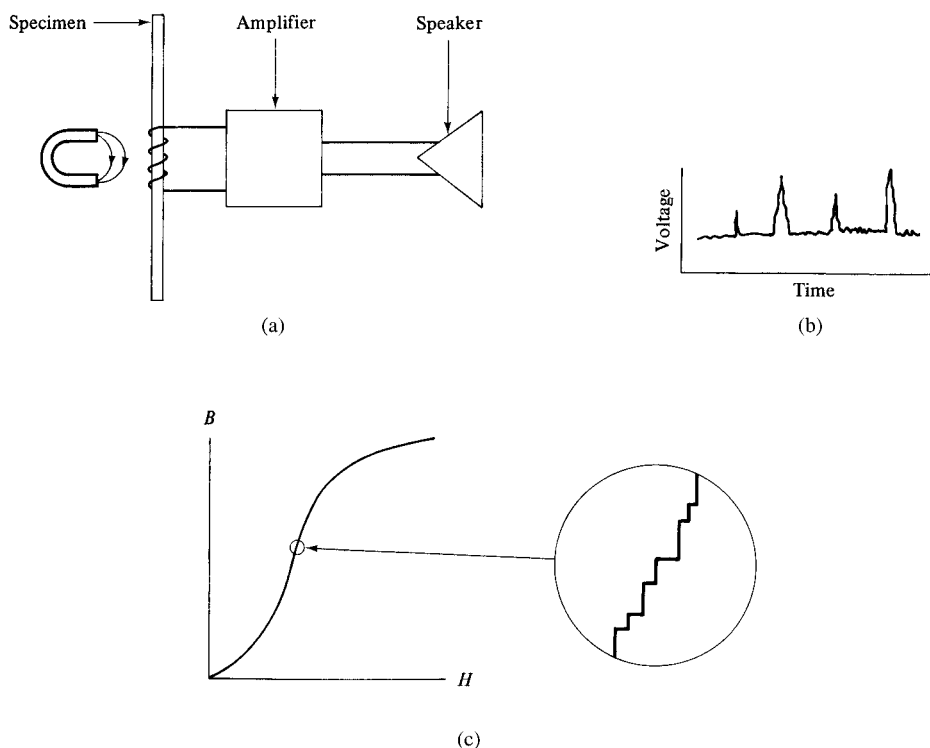 Specimen
Amplifier
Speaker
(a)
Voltage
Time
(b)
B
H
(c)